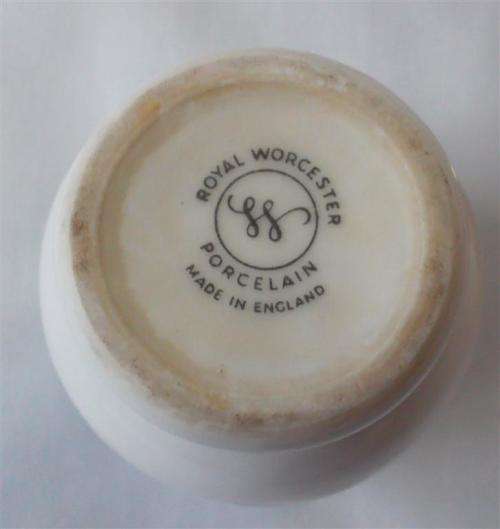 ROYAL WORCESTER
PORCELAIN
MADE IN ENGLAND